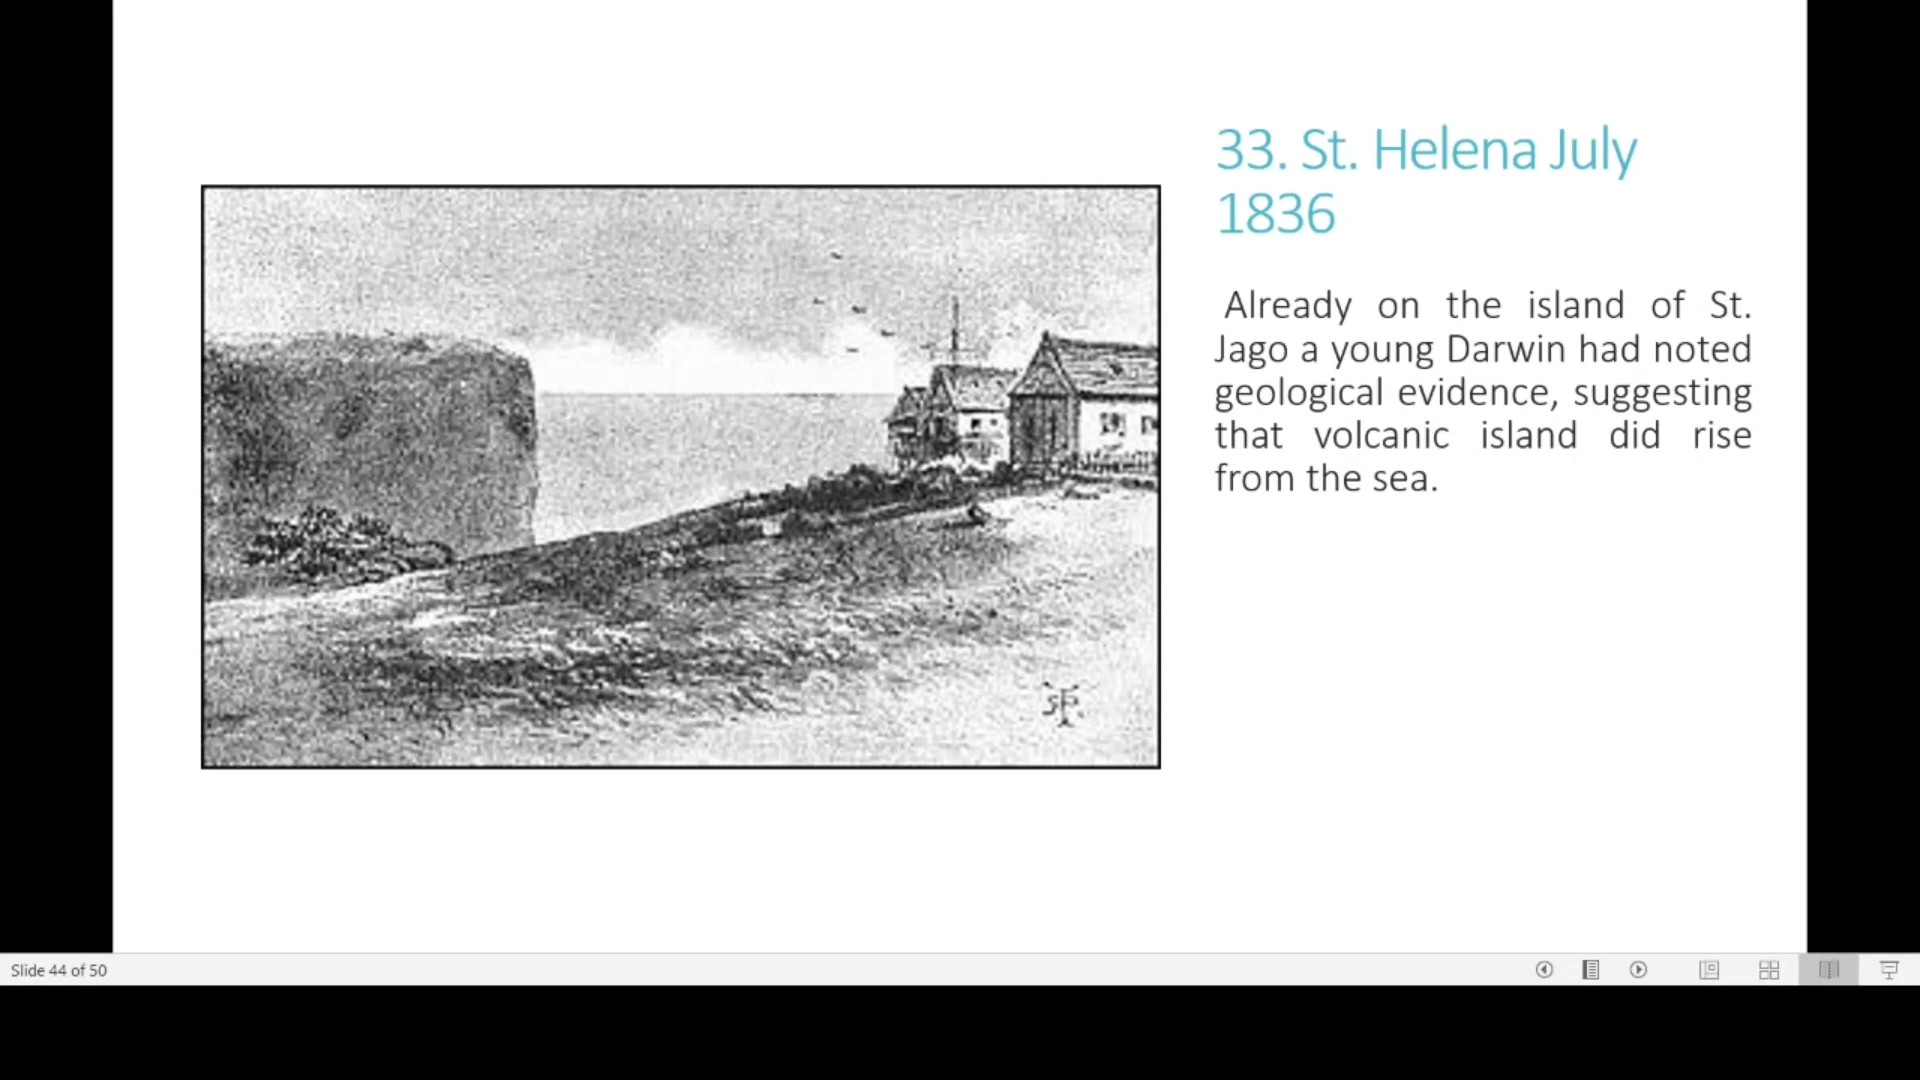 33. St. Helena July
1836
Already on the island of St.
Jago a young Darwin had noted
geological evidence, suggesting
that volcanic island did rise
from the sea.
Slide 44 of 50